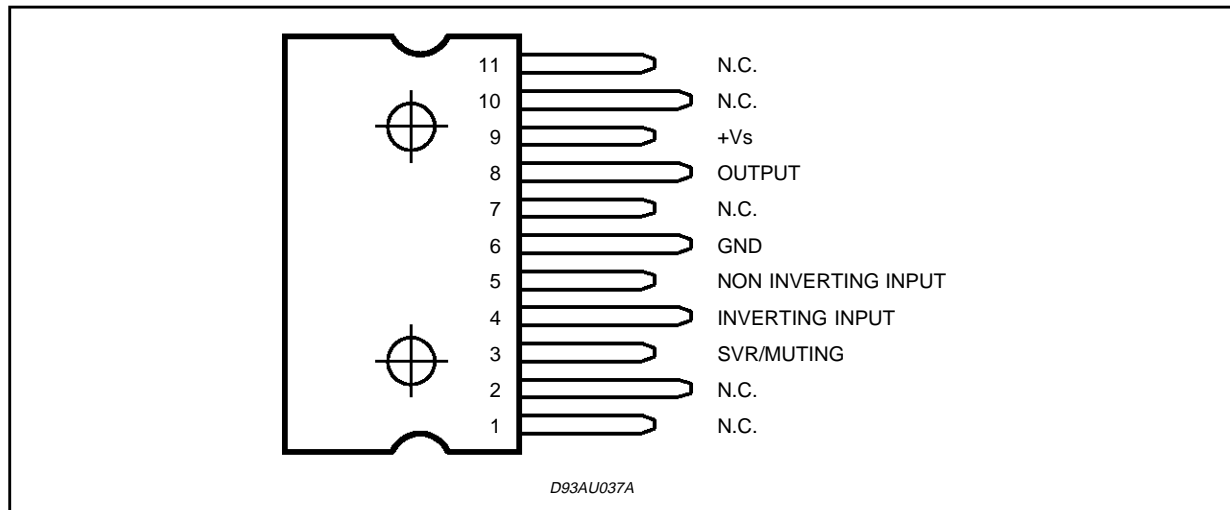 11 N.C.
10 N.C.
9 +Vs
8 OUTPUT
7 N.C.
6 GND
5 NON INVERTING INPUT
4 INVERTING INPUT
3 SVR/MUTING
2 N.C.
1 N.C.
D93AU037A